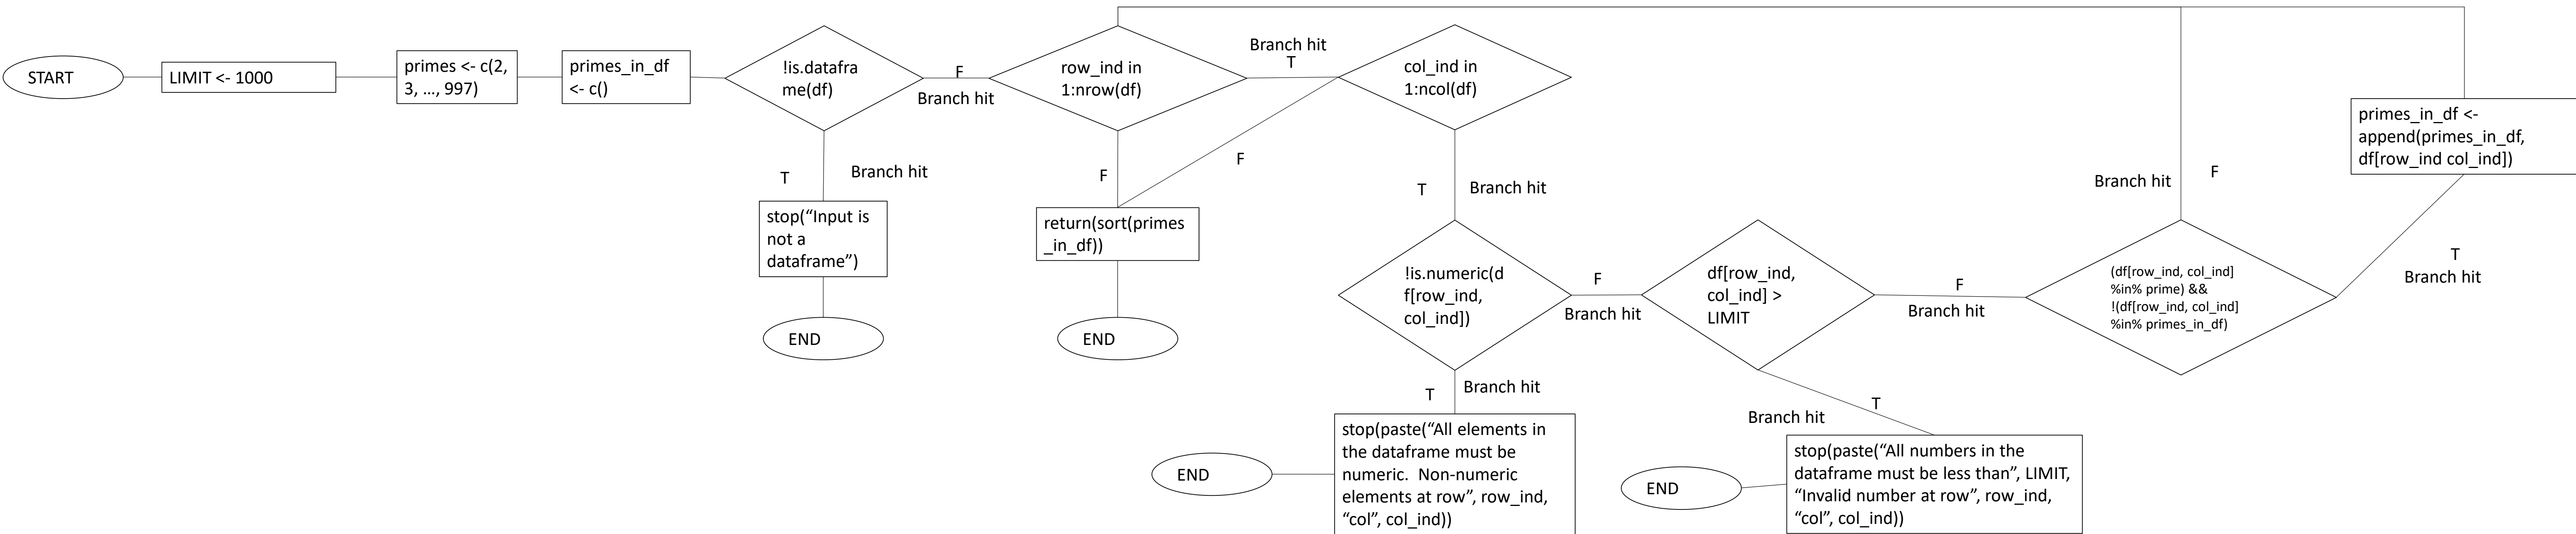 START
LIMIT <- 1000
primes <- c(2,
3, …, 997)
primes_in_df
<- c()
!is.datafra
me(df)
F
Branch hit
T
Branch hit
stop(“Input is
not a
dataframe”)
END
row_ind in
1:nrow(df)
Branch hit
T
F
return(sort(primes
_in_df))
END
col_ind in
1:ncol(df)
F
T
Branch hit
!is.numeric(d
f[row_ind,
col_ind])
F
Branch hit
T
Branch hit
stop(paste(“All elements in
the dataframe must be
numeric.  Non-numeric
elements at row”, row_ind,
“col”, col_ind))
END
df[row_ind,
col_ind] >
LIMIT
F
Branch hit
T
Branch hit
stop(paste(“All numbers in the
dataframe must be less than”, LIMIT,
“Invalid number at row”, row_ind,
“col”, col_ind))
END
(df[row_ind, col_ind]
%in% prime) &&
!(df[row_ind, col_ind]
%in% primes_in_df)
Branch hit
F
T
Branch hit
primes_in_df <-
append(primes_in_df,
df[row_ind col_ind])